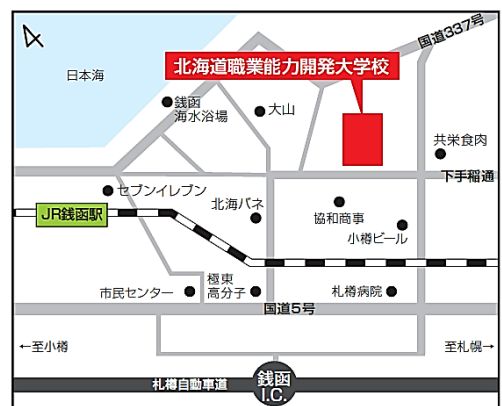 国道337号
日本海
北海道職業能力開発大学校
銭函
海水浴場
大山
共栄食肉
下手稲通
セブンイレブン
JR銭函駅
北海バネ
協和商事
小樽ビール
市民センター
極東
高分子
札樽病院
国道5号
←至小樽
至札幌→
札樽自動車道
銭函
I.C.